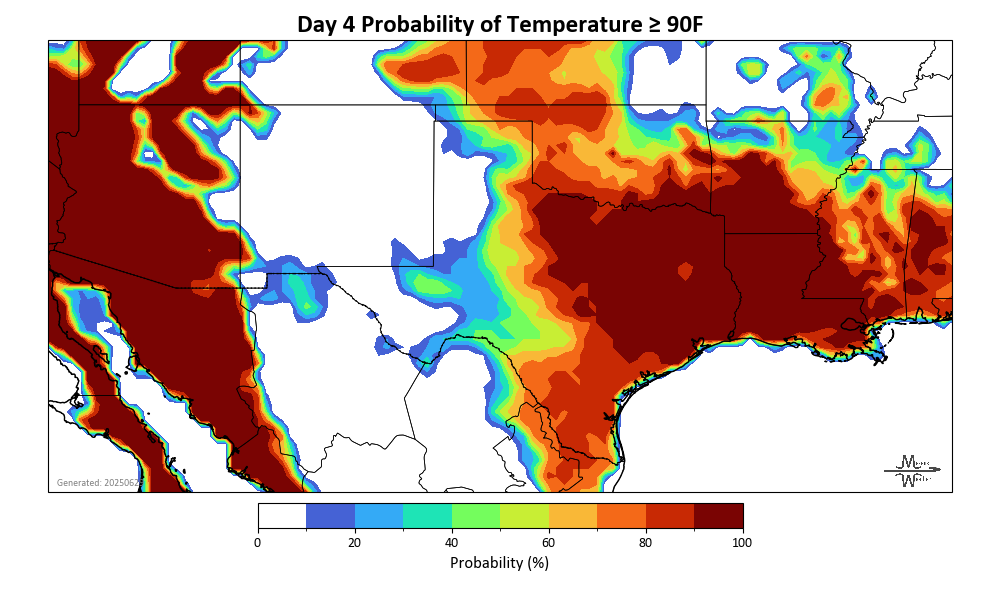 Day 4 Probability of Temperature ≥ 90F
Generated: 2025062
M
W
0 20 40 60 80 100
Probability (%)